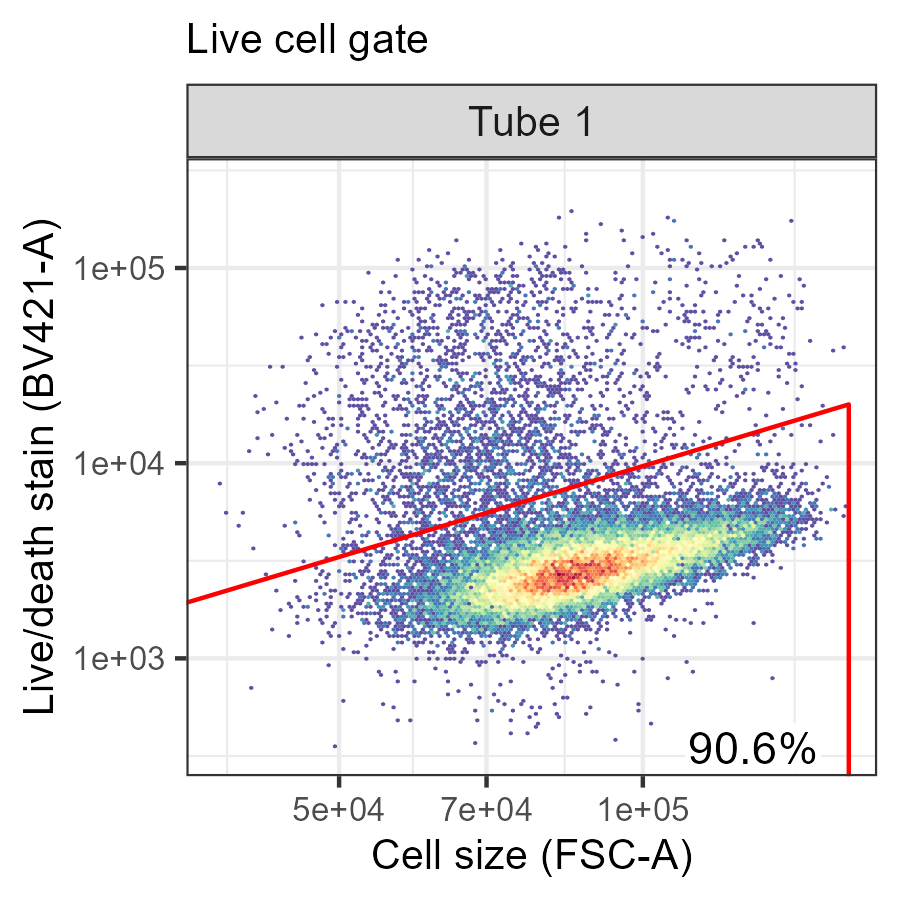 Live cell gate
Tube 1
Live/death stain (BV421-A)
1e+05
1e+04
1e+03
90.6%
5e+04 7e+04 1e+05
Cell size (FSC-A)